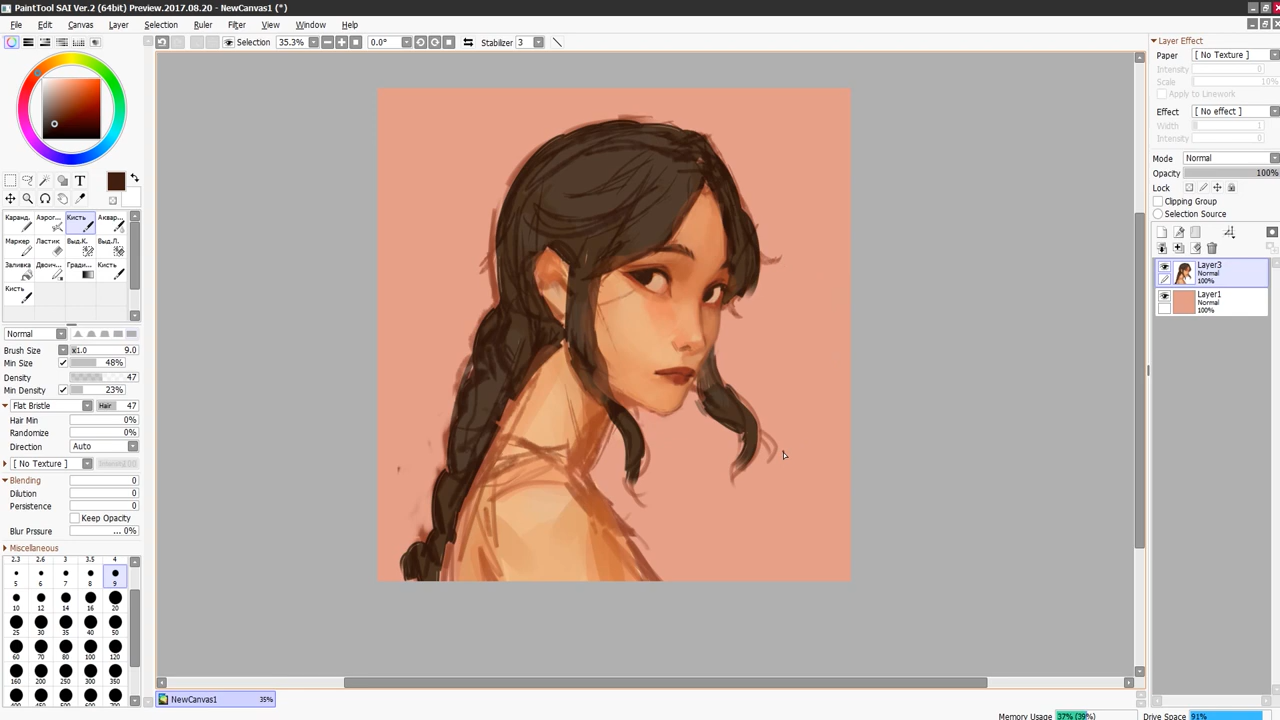 PaintTool SAI Ver.2 (64bit) Preview.2017.08.20 - NewCanvas1 (*)
File Edit Canvas Layer Selection Ruler Filter View Window Help
Selection 35.3% 0.0° Stabilizer 3
Layer Effect
Paper [ No Texture ]
Intensity 0
Scale 10%
Apply to Linework
Effect [ No effect ]
Width 1
Intensity 0
Mode Normal
Opacity 100%
Lock
Clipping Group
Selection Source
Layer3
Normal
100%
Layer1
Normal
100%
T
Каранд. Аэрог... Кисть Аквар...
Маркер Ластик Выд.К. Выд.Л.
Заливка Двоич... Гради... Кисть
Кисть
Normal
Brush Size x1.0 9.0
Min Size 48%
Density 47
Min Density 23%
Flat Bristle Hair 47
Hair Min 0%
Randomize 0%
Direction Auto
[ No Texture ]
Blending 0
Dilution 0
Persistence 0
Keep Opacity
Blur Prssure ... 0%
Miscellaneous
2.3 2.6 3 3.5 4
5 6 7 8 9
10 12 14 16 20
25 30 35 40 50
60 70 80 100 120
160 200 250 300 350
NewCanvas1 35%
Memory Usage 37% (39%) Drive Space 91%